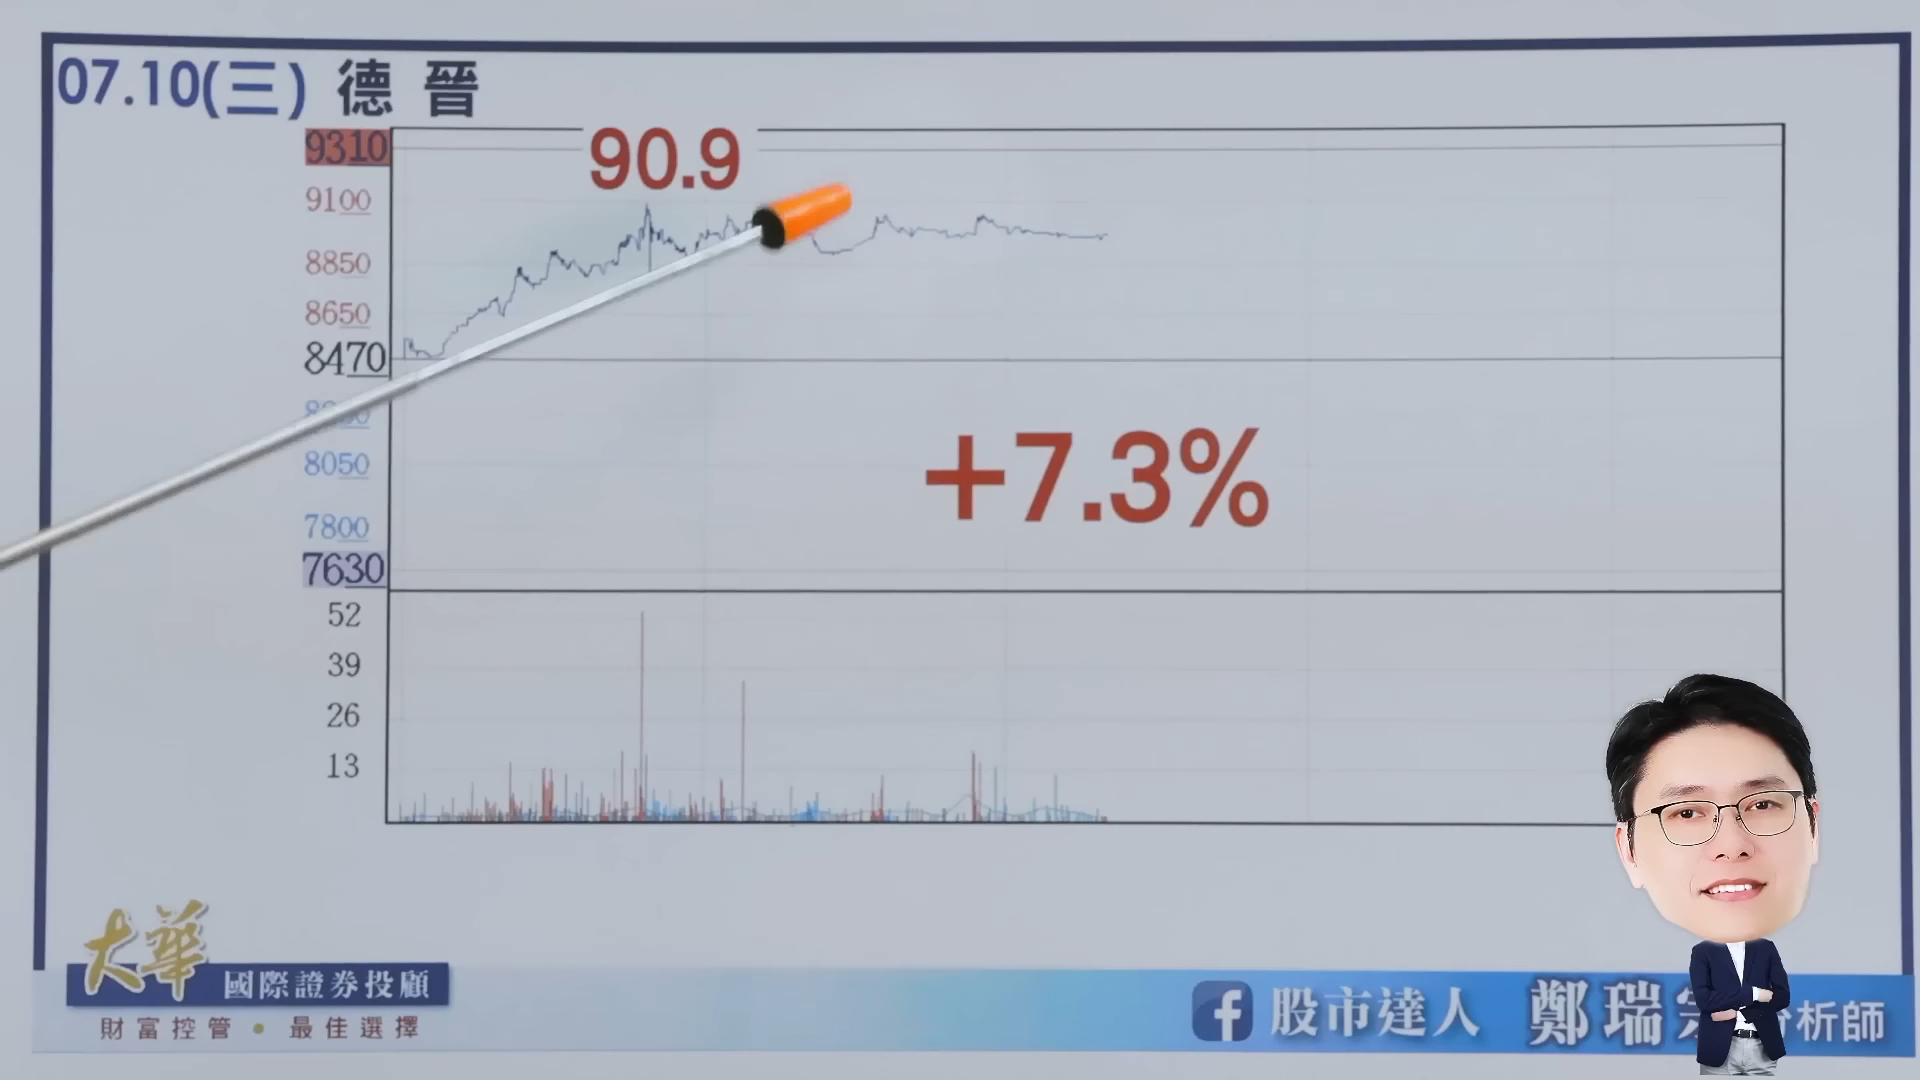 07.10(三) 德晉
9310
90.9
9100
8850
8650
8470
8050
+7.3%
7800
7630
52
39
26
13
大華
國際證券投顧
財富控管 • 最佳選擇
f 股市達人 鄭瑞 析師